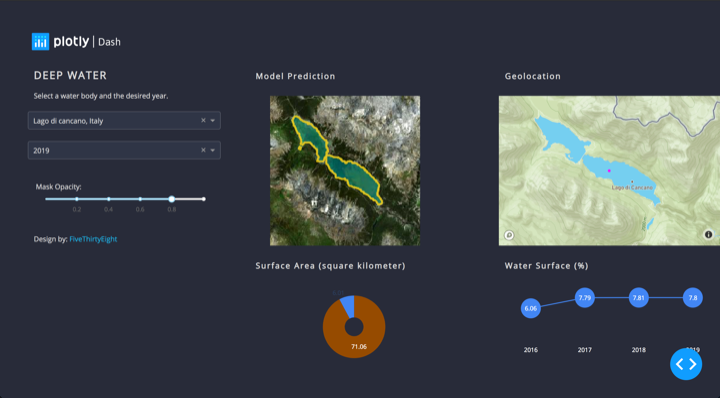 plotly | Dash
DEEP WATER
Select a water body and the desired year.
Lago di cancano, Italy
2019
Mask Opacity:
0.2 0.4 0.6 0.8
Design by: FiveThirtyEight
Model Prediction
Surface Area (square kilometer)
71.06
Geolocation
Lago di Cancano
Water Surface (%)
6.06 7.79 7.81 7.8
2016 2017 2018